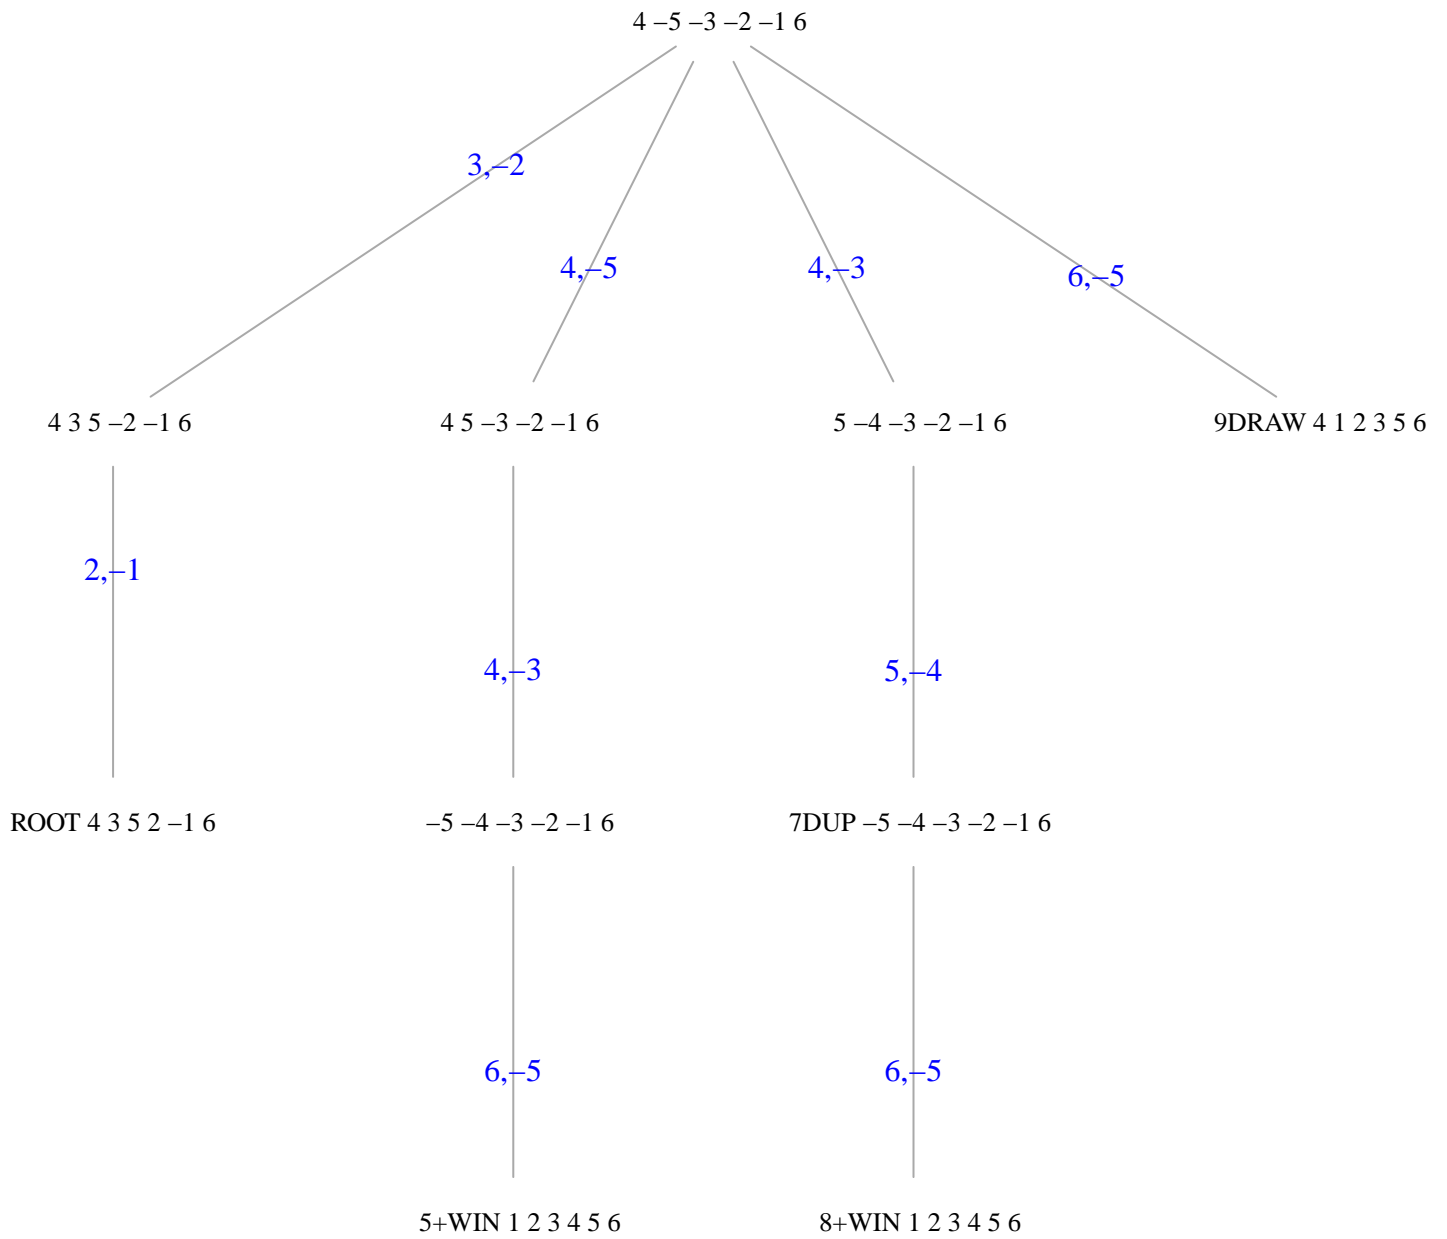 4 –5 –3 –2 –1 6
3,–2
4,–5
4,–3
6,–5
4 3 5 –2 –1 6
4 5 –3 –2 –1 6
5 –4 –3 –2 –1 6
9DRAW 4 1 2 3 5 6
2,–1
4,–3
5,–4
ROOT 4 3 5 2 –1 6
–5 –4 –3 –2 –1 6
7DUP –5 –4 –3 –2 –1 6
6,–5
6,–5
5+WIN 1 2 3 4 5 6
8+WIN 1 2 3 4 5 6